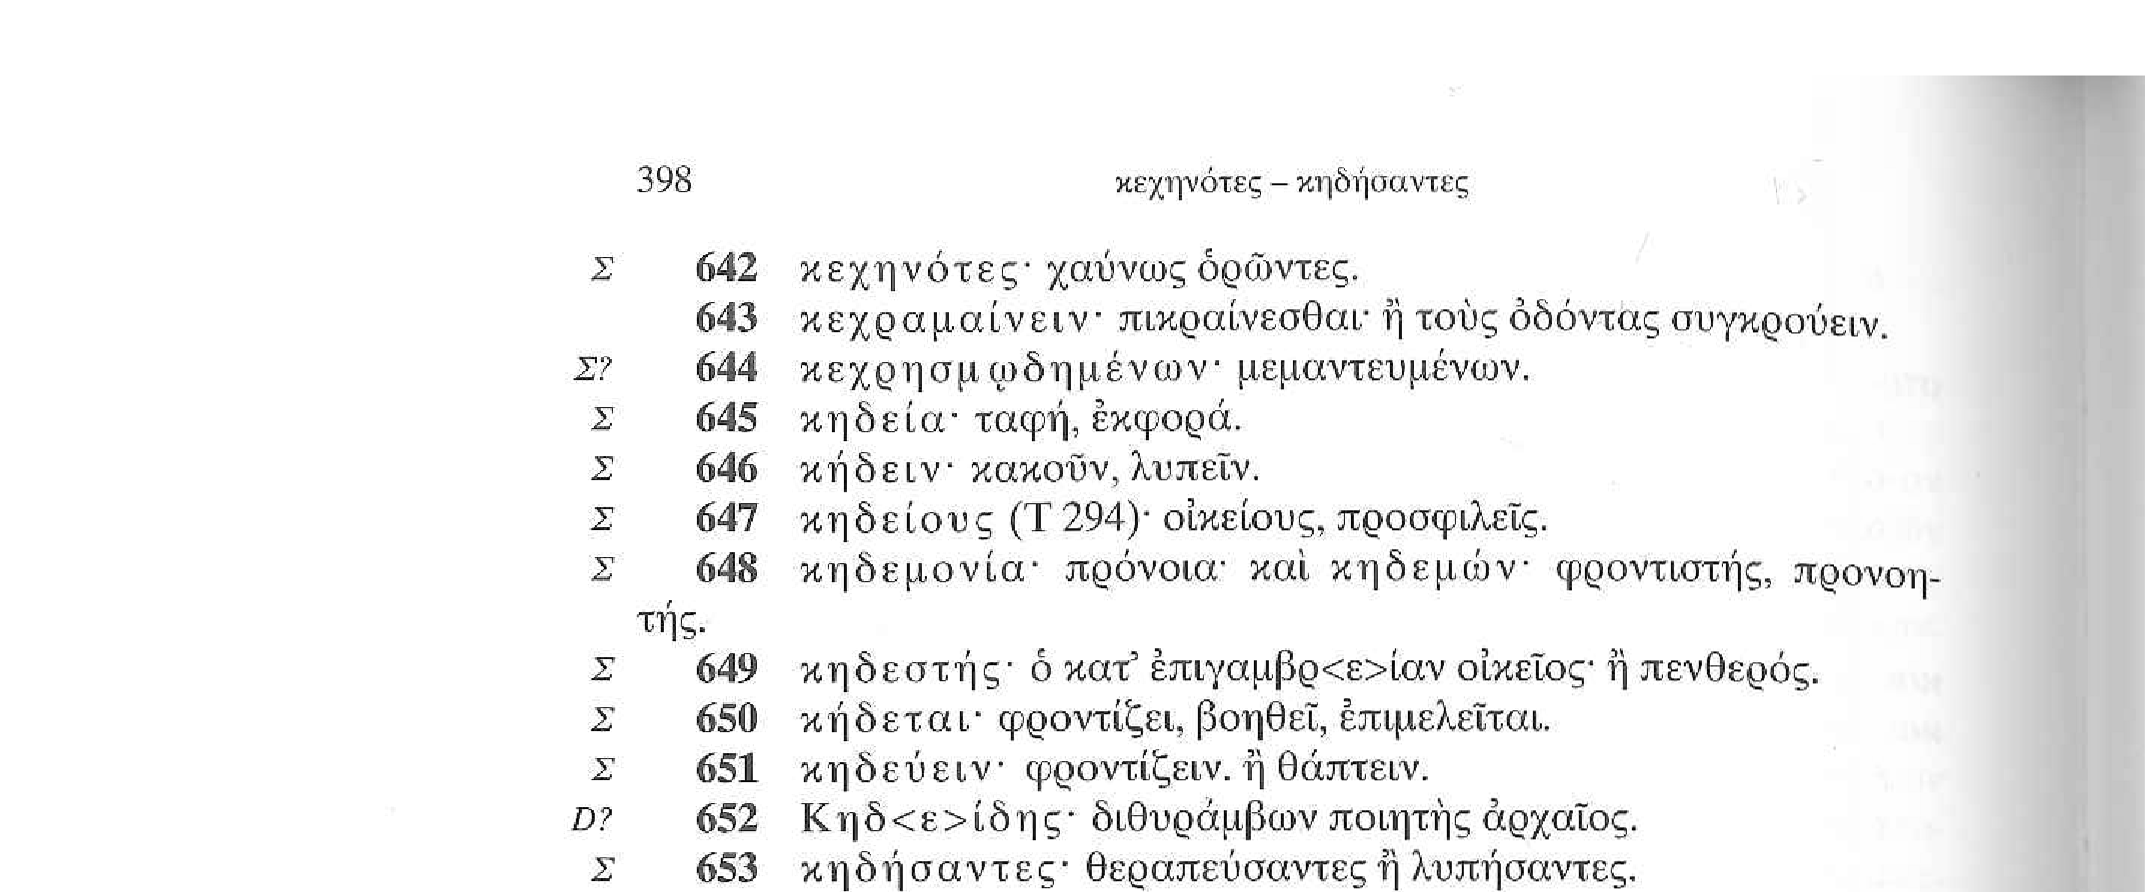 398 κεχηνότες – κηδήσαντες
Σ 642 κεχηνότες· χαύνως ὁρῶντες.
643 κεχραμαίνειν· πικραίνεσθαι· ἢ τοὺς ὀδόντας συγκρούειν.
Σ? 644 κεχρησμῳδημένων· μεμαντευμένων.
Σ 645 κηδεία· ταφή, ἐκφορά.
Σ 646 κήδειν· κακοῦν, λυπεῖν.
Σ 647 κηδείους (Τ 294)· οἰκείους, προσφιλεῖς.
Σ 648 κηδεμονία· πρόνοια· καὶ κηδεμών· φροντιστής, προνοη-
τής.
Σ 649 κηδεστής· ὁ κατ’ ἐπιγαμβρ<ε>ίαν οἰκεῖος· ἢ πενθερός.
Σ 650 κήδεται· φροντίζει, βοηθεῖ, ἐπιμελεῖται.
Σ 651 κηδεύειν· φροντίζειν. ἢ θάπτειν.
D? 652 Κηδ<ε>ίδης· διθυράμβων ποιητὴς ἀρχαῖος.
Σ 653 κηδήσαντες· θεραπεύσαντες ἢ λυπήσαντες.